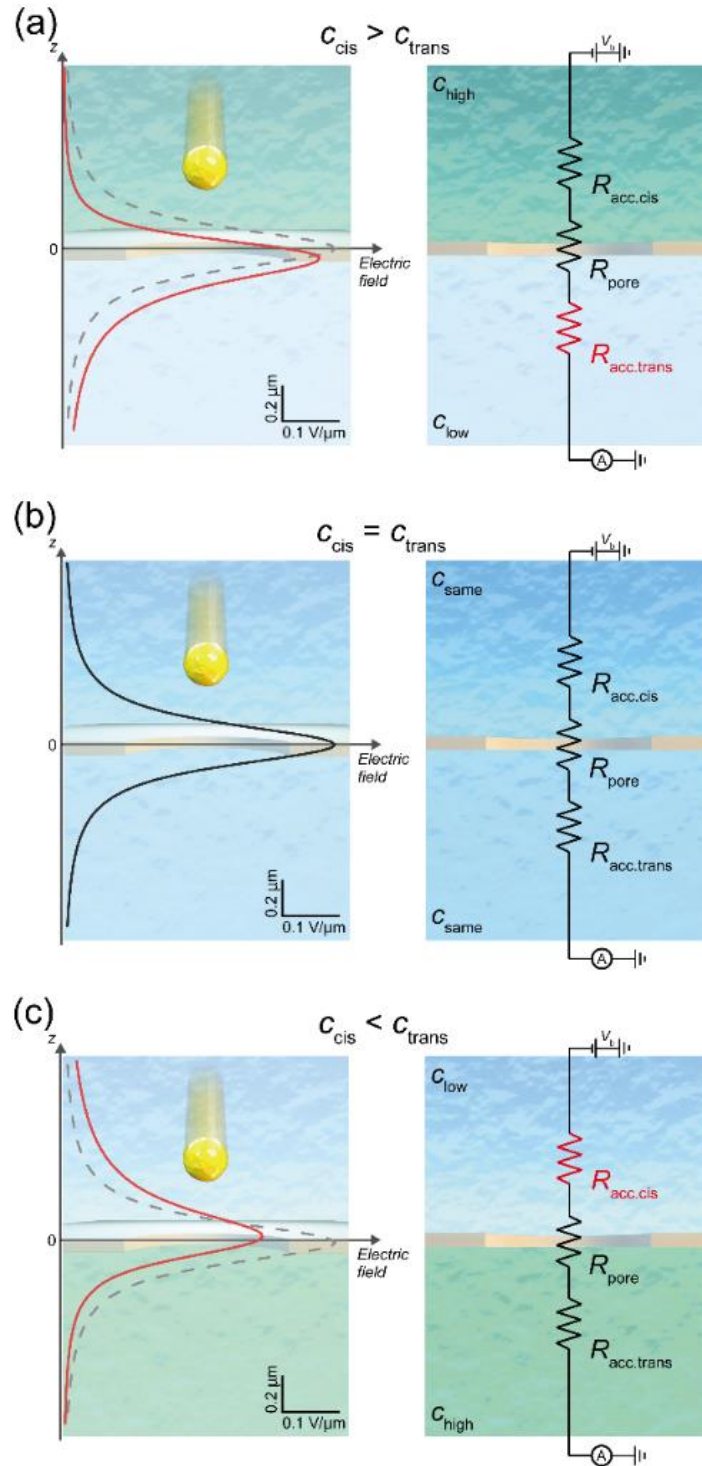 (a)
c_cis > c_trans
z
V_b
c_high
R_acc.cis
0
Electric
field
R_pore
R_acc.trans
0.2 µm
0.1 V/µm
c_low
A
(b)
c_cis = c_trans
z
V_b
c_same
R_acc.cis
0
Electric
field
R_pore
R_acc.trans
0.2 µm
0.1 V/µm
c_same
A
(c)
c_cis < c_trans
z
V_b
c_low
R_acc.cis
0
Electric
field
R_pore
R_acc.trans
0.2 µm
0.1 V/µm
c_high
A